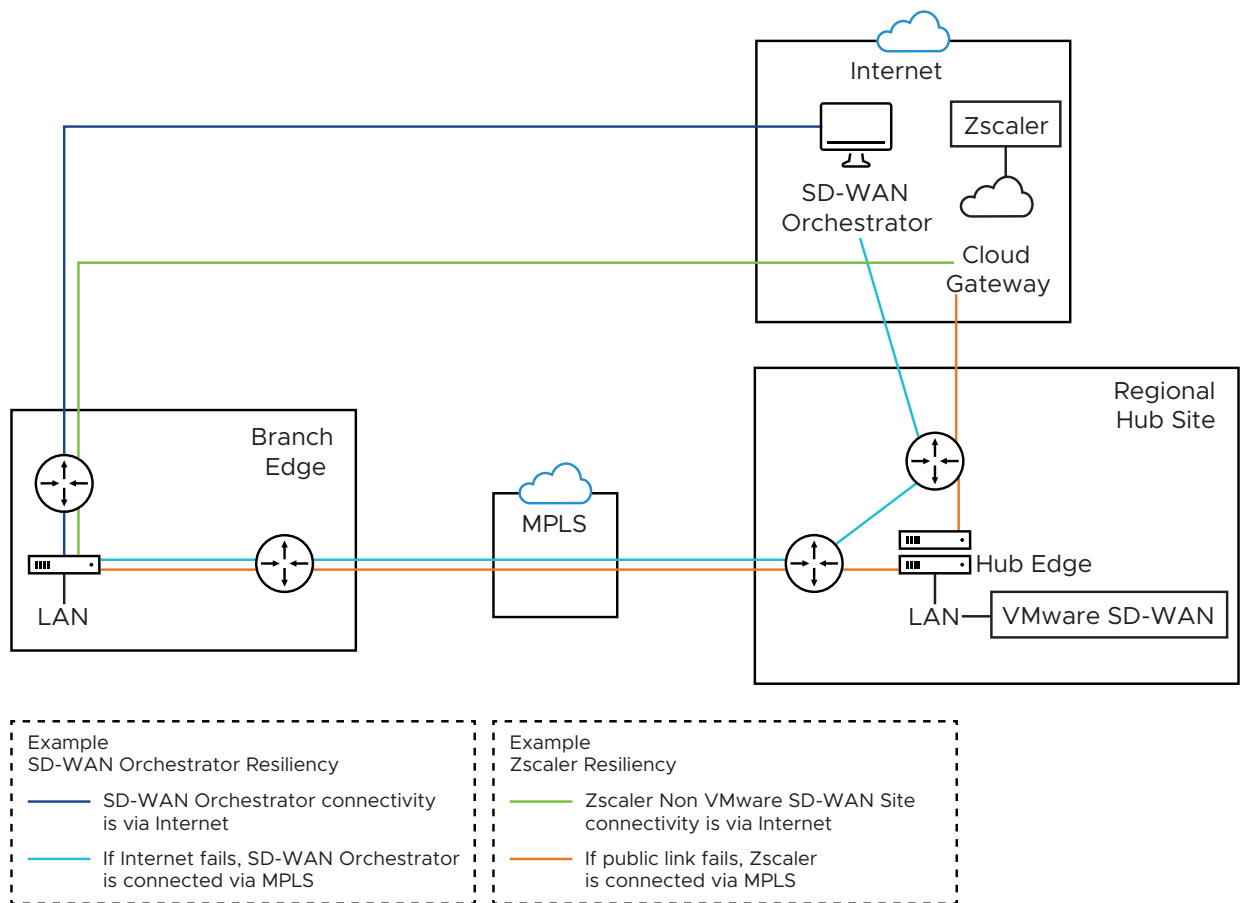 Internet
Zscaler
SD-WAN
Orchestrator
Cloud
Gateway
Regional
Hub Site
Branch
Edge
MPLS
Hub Edge
LAN
LAN
VMware SD-WAN
Example
SD-WAN Orchestrator Resiliency
SD-WAN Orchestrator connectivity
is via Internet
If Internet fails, SD-WAN Orchestrator
is connected via MPLS
Example
Zscaler Resiliency
Zscaler Non VMware SD-WAN Site
connectivity is via Internet
If public link fails, Zscaler
is connected via MPLS